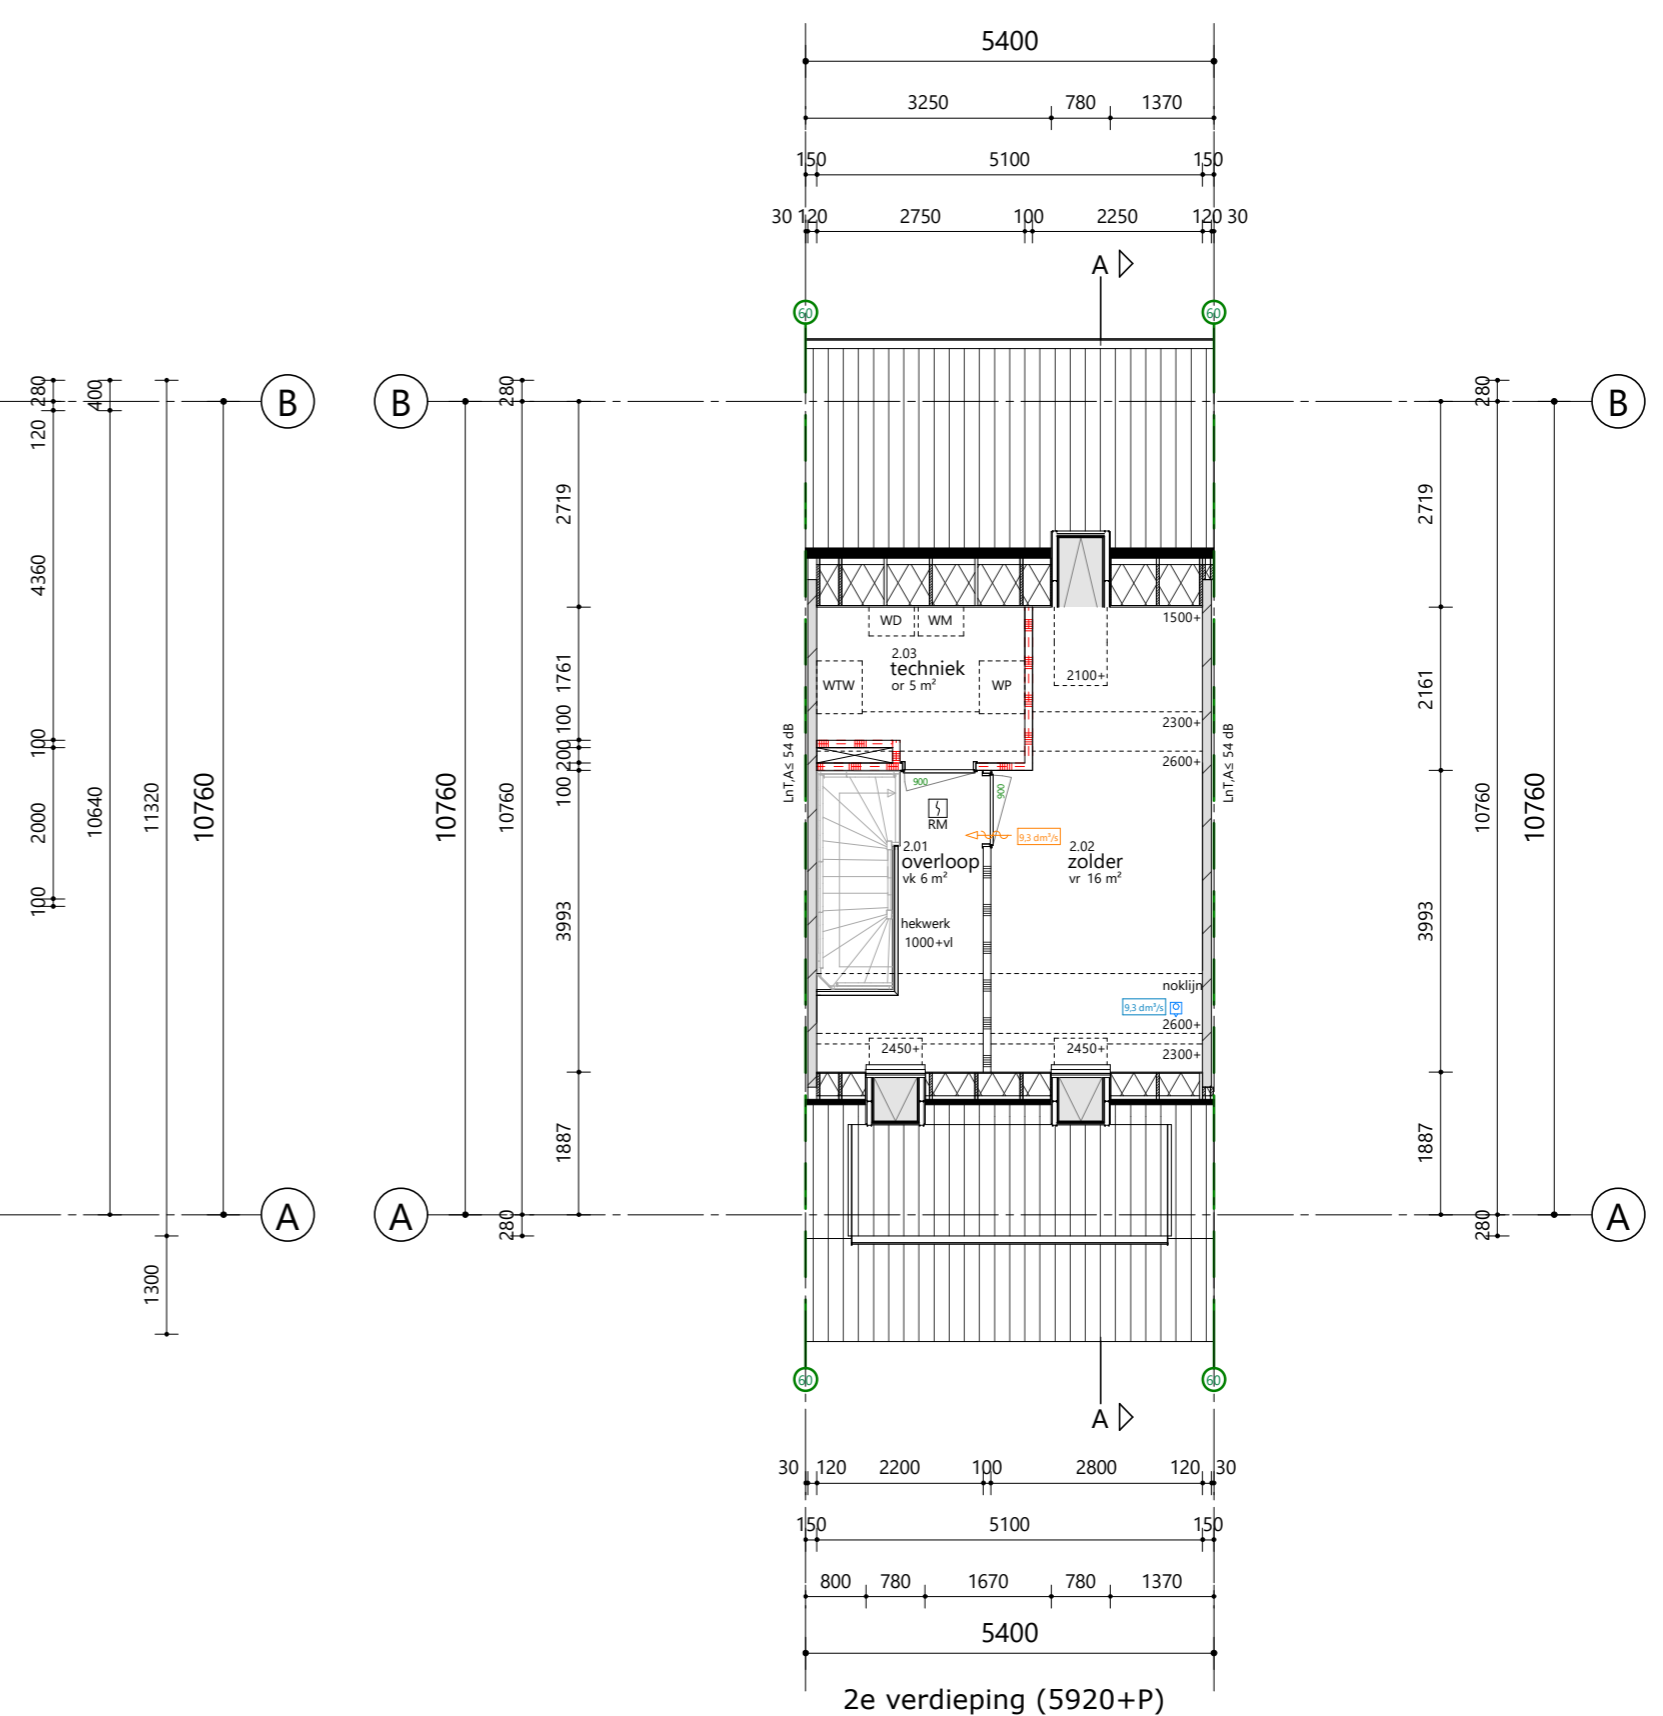 5400
3250 780 1370
150 5100 150
30 120 2750 100 2250 120 30
A
60 60
B B B
280
400
120
4360
100
2000
100
10640
11320
1300
10760
10760
280
10760
280
2719
1761
100
200
100
3993
1887
WD WM
2.03
techniek
or 5 m²
WTW WP
1500+
2100+
2300+
2600+
LnT,A≤ 54 dB
LnT,A≤ 54 dB
900
900
RM
9,3 dm³/s
2.01
overloop
vk 6 m²
2.02
zolder
vr 16 m²
hekwerk
1000+vl
noklijn
9,3 dm³/s
2600+
2450+ 2450+
2300+
2719
2161
3993
1887
280
10760
280
10760
A A A
60 60
A
30 120 2200 100 2800 120 30
150 5100 150
800 780 1670 780 1370
5400
2e verdieping (5920+P)